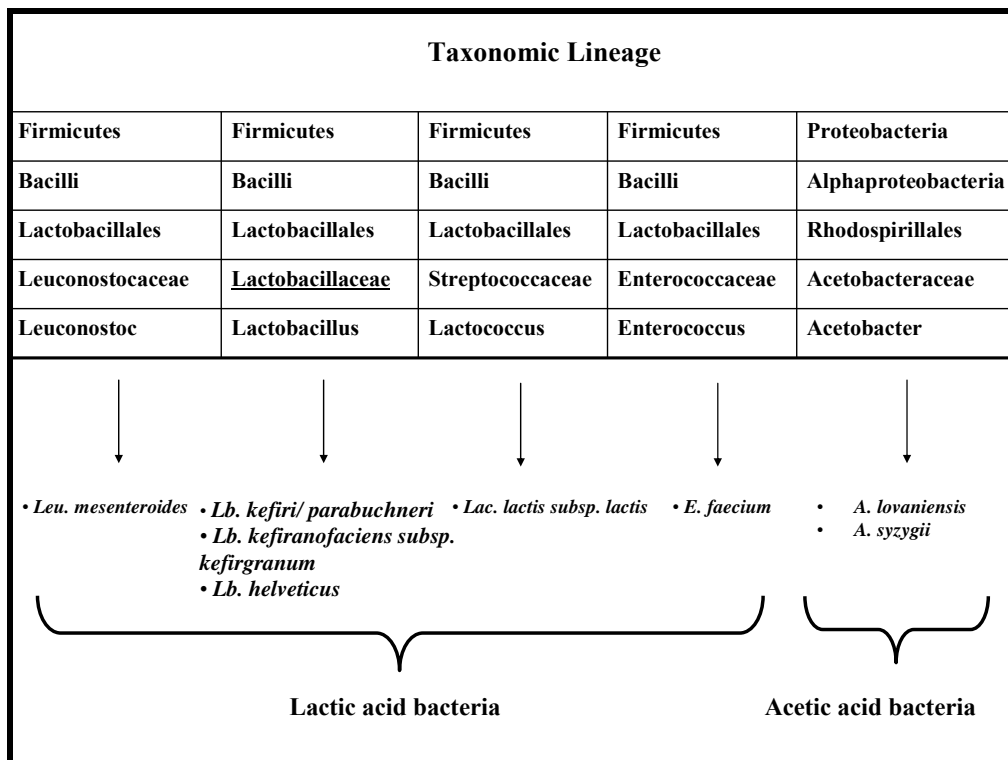 Taxonomic Lineage
Firmicutes Firmicutes Firmicutes Firmicutes Proteobacteria
Bacilli Bacilli Bacilli Bacilli Alphaproteobacteria
Lactobacillales Lactobacillales Lactobacillales Lactobacillales Rhodospirillales
Leuconostocaceae Lactobacillaceae Streptococcaceae Enterococcaceae Acetobacteraceae
Leuconostoc Lactobacillus Lactococcus Enterococcus Acetobacter
• Leu. mesenteroides
• Lb. kefiri/ parabuchneri
• Lb. kefiranofaciens subsp.
kefirgranum
• Lb. helveticus
• Lac. lactis subsp. lactis
• E. faecium
• A. lovaniensis
• A. syzygii
Lactic acid bacteria
Acetic acid bacteria